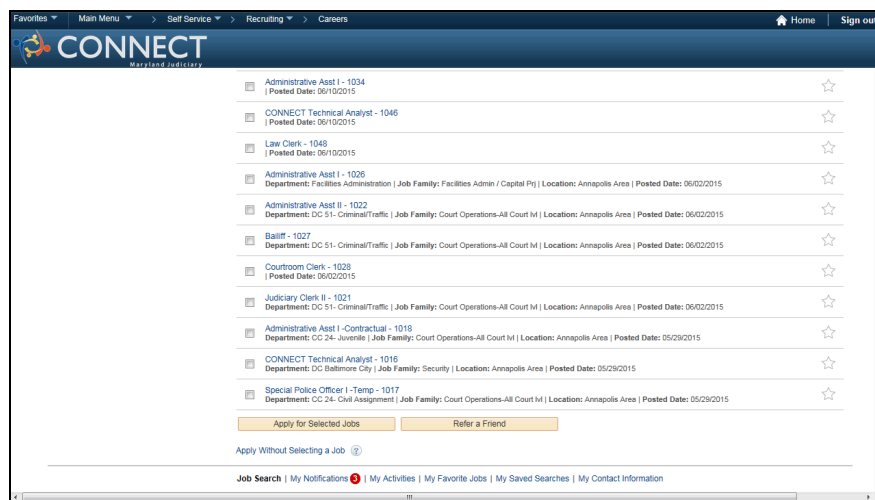 Favorites Main Menu > Self Service > Recruiting > Careers Home Sign out
CONNECT
Maryland Judiciary
Administrative Asst I - 1034
| Posted Date: 06/10/2015
CONNECT Technical Analyst - 1046
| Posted Date: 06/10/2015
Law Clerk - 1048
| Posted Date: 06/10/2015
Administrative Asst I - 1026
Department: Facilities Administration | Job Family: Facilities Admin / Capital Prj | Location: Annapolis Area | Posted Date: 06/02/2015
Administrative Asst II - 1022
Department: DC 51- Criminal/Traffic | Job Family: Court Operations-All Court lvl | Location: Annapolis Area | Posted Date: 06/02/2015
Bailiff - 1027
Department: DC 51- Criminal/Traffic | Job Family: Court Operations-All Court lvl | Location: Annapolis Area | Posted Date: 06/02/2015
Courtroom Clerk - 1028
| Posted Date: 06/02/2015
Judiciary Clerk II - 1021
Department: DC 51- Criminal/Traffic | Job Family: Court Operations-All Court lvl | Location: Annapolis Area | Posted Date: 06/02/2015
Administrative Asst I -Contractual - 1018
Department: CC 24- Juvenile | Job Family: Court Operations-All Court lvl | Location: Annapolis Area | Posted Date: 05/29/2015
CONNECT Technical Analyst - 1016
Department: DC Baltimore City | Job Family: Security | Location: Annapolis Area | Posted Date: 05/29/2015
Special Police Officer I -Temp - 1017
Department: CC 24- Civil Assignment | Job Family: Court Operations-All Court lvl | Location: Annapolis Area | Posted Date: 05/29/2015
Apply for Selected Jobs Refer a Friend
Apply Without Selecting a Job ?
Job Search | My Notifications 3 | My Activities | My Favorite Jobs | My Saved Searches | My Contact Information